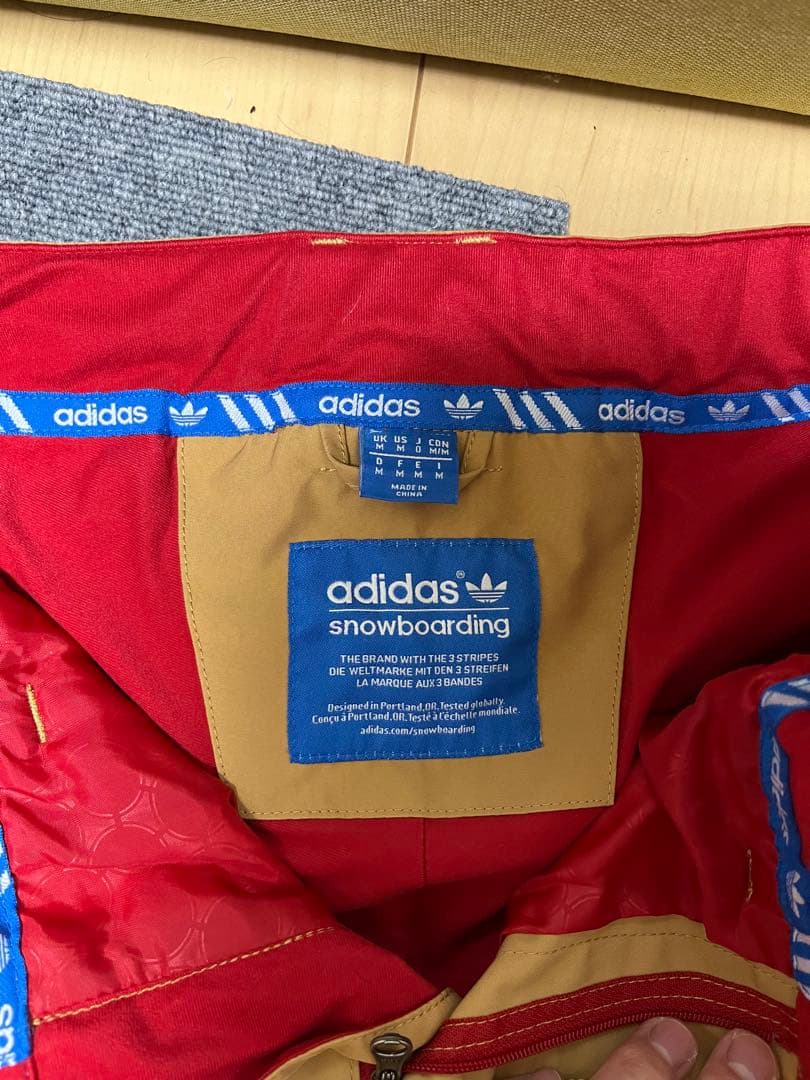 adidas adidas adidas
UK US J CDN
M M O M/M
D F E I
M M M M
MADE IN
CHINA
adidas®
snowboarding
THE BRAND WITH THE 3 STRIPES
DIE WELTMARKE MIT DEN 3 STREIFEN
LA MARQUE AUX 3 BANDES
Designed in Portland,OR.Tested globally.
Conçu à Portland,OR.Testé à l'échelle mondiale.
adidas.com/snowboarding
adidas